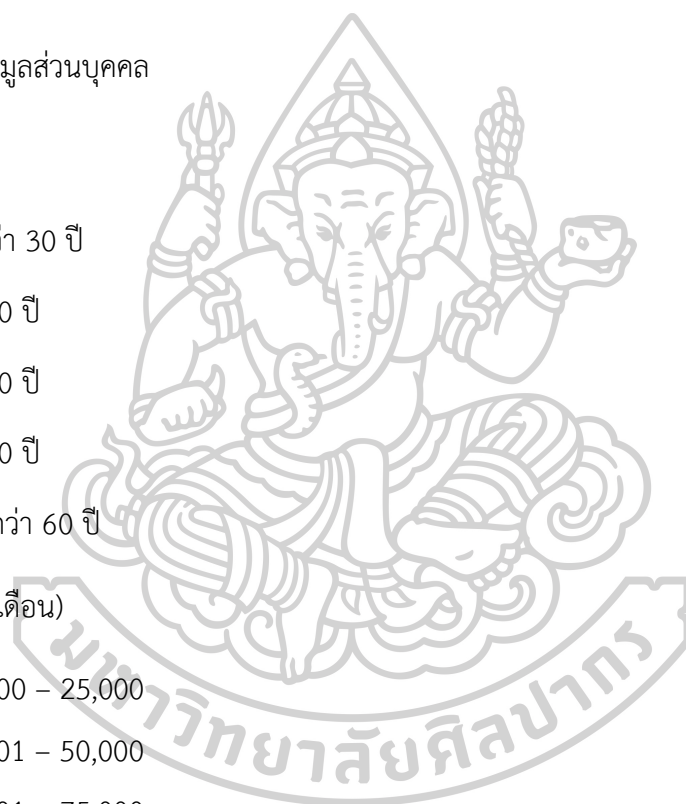 มูลส่วนบุคคล
า 30 ปี
0 ปี
0 ปี
0 ปี
ว่า 60 ปี
เดือน)
00 – 25,000
01 – 50,000
มหาวิทยาลัยศิลปากร